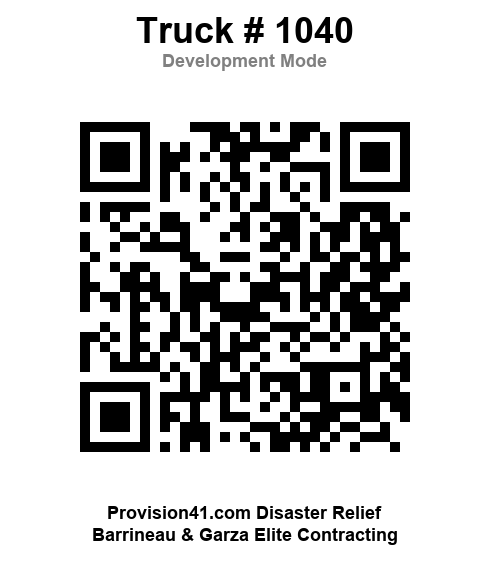 Truck # 1040
Development Mode
Provision41.com Disaster Relief
Barrineau & Garza Elite Contracting